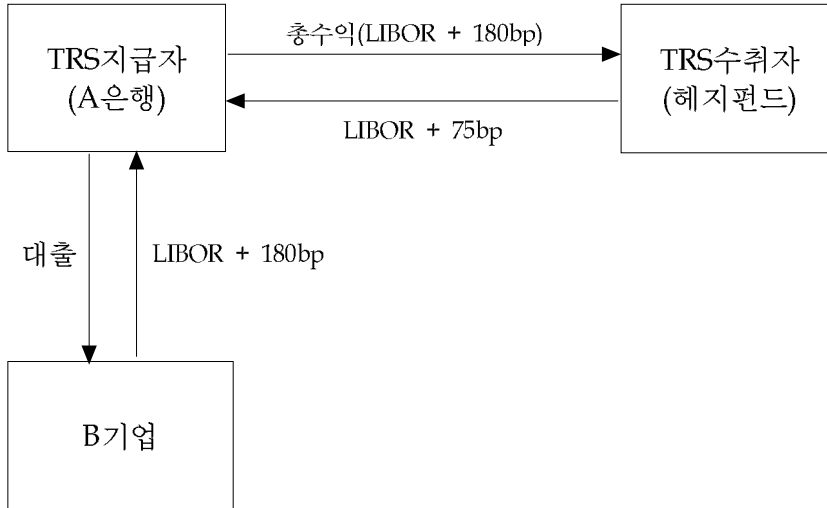 TRS지급자
(A은행)
총수익(LIBOR + 180bp)
LIBOR + 75bp
TRS수취자
(헤지펀드)
대출
LIBOR + 180bp
B기업